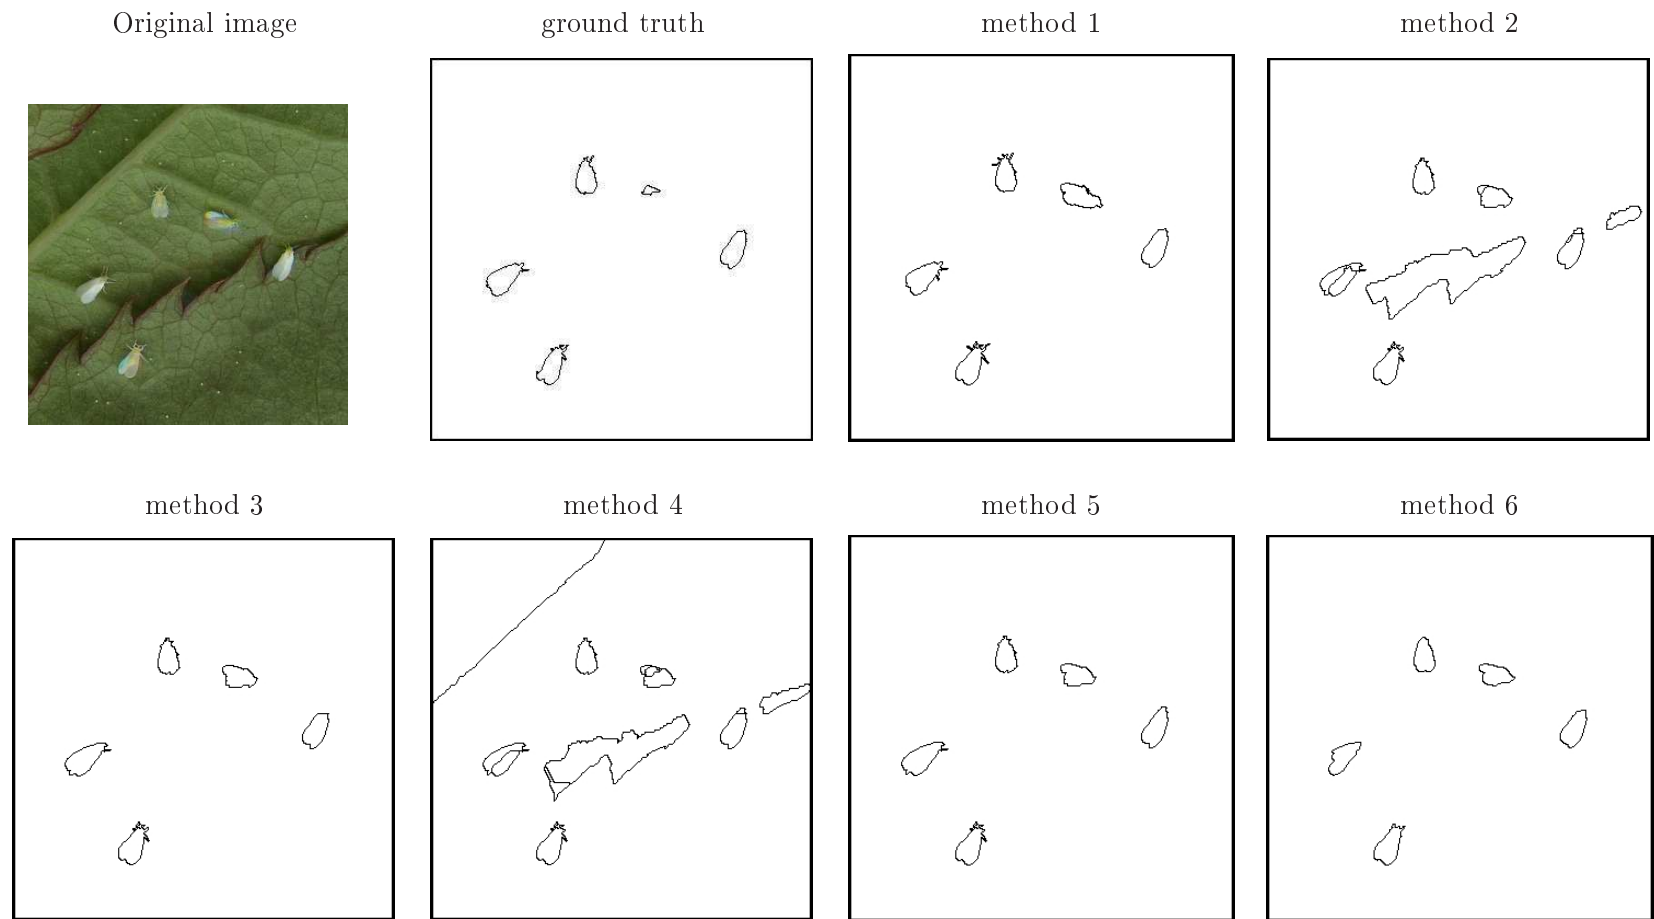 Original image
ground truth
method 1
method 2
method 3
method 4
method 5
method 6